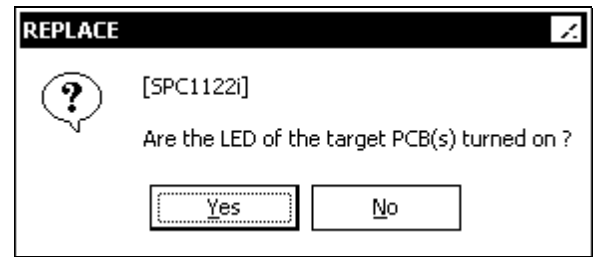 REPLACE
[SPC1122i]
Are the LED of the target PCB(s) turned on ?
Yes No